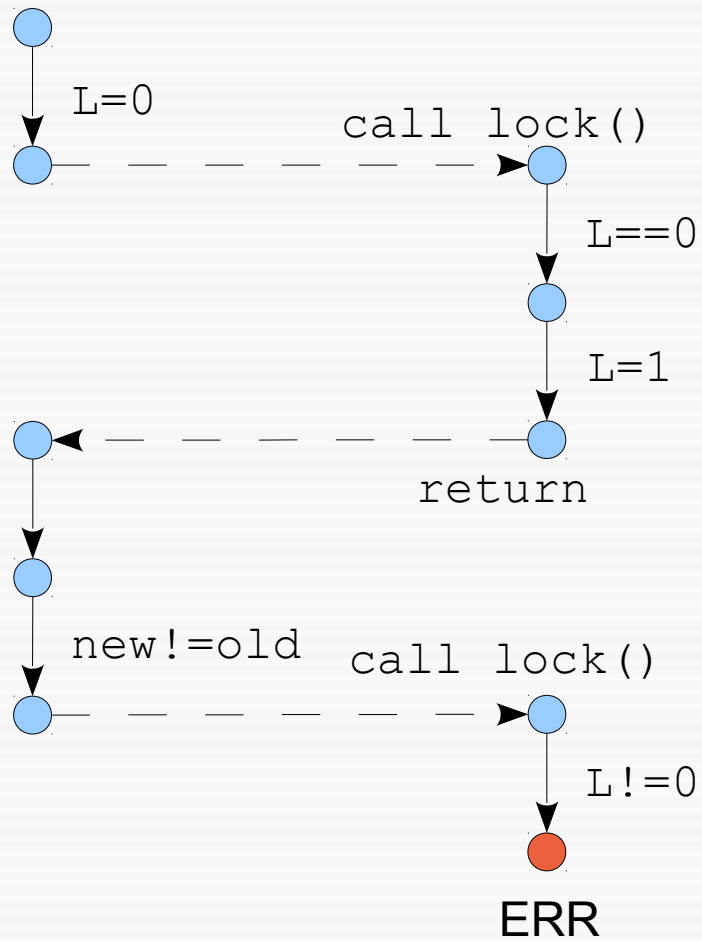 L=0
call lock()
L==0
L=1
return
new!=old
call lock()
L!=0
ERR